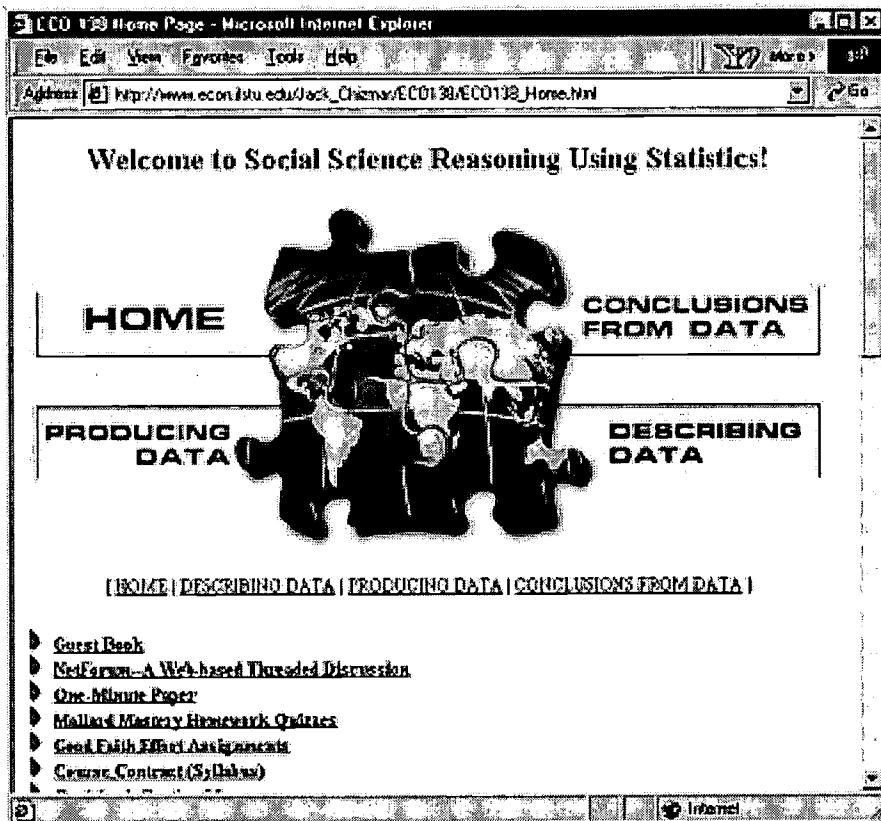 ECO 138 Home Page - Microsoft Internet Explorer
File Edit View Favorites Tools Help
Address http://www.econ.ilstu.edu/Jack_Chizmar/ECO138/ECO138_Home.html Go
Welcome to Social Science Reasoning Using Statistics!
HOME
CONCLUSIONS
FROM DATA
PRODUCING
DATA
DESCRIBING
DATA
[ HOME | DESCRIBING DATA | PRODUCING DATA | CONCLUSIONS FROM DATA ]
Guest Book
NetForum--A Web-based Threaded Discussion
One-Minute Paper
Mallard Mastery Homework Quizzes
Good Faith Effort Assignments
Course Contract (Syllabus)
Internet